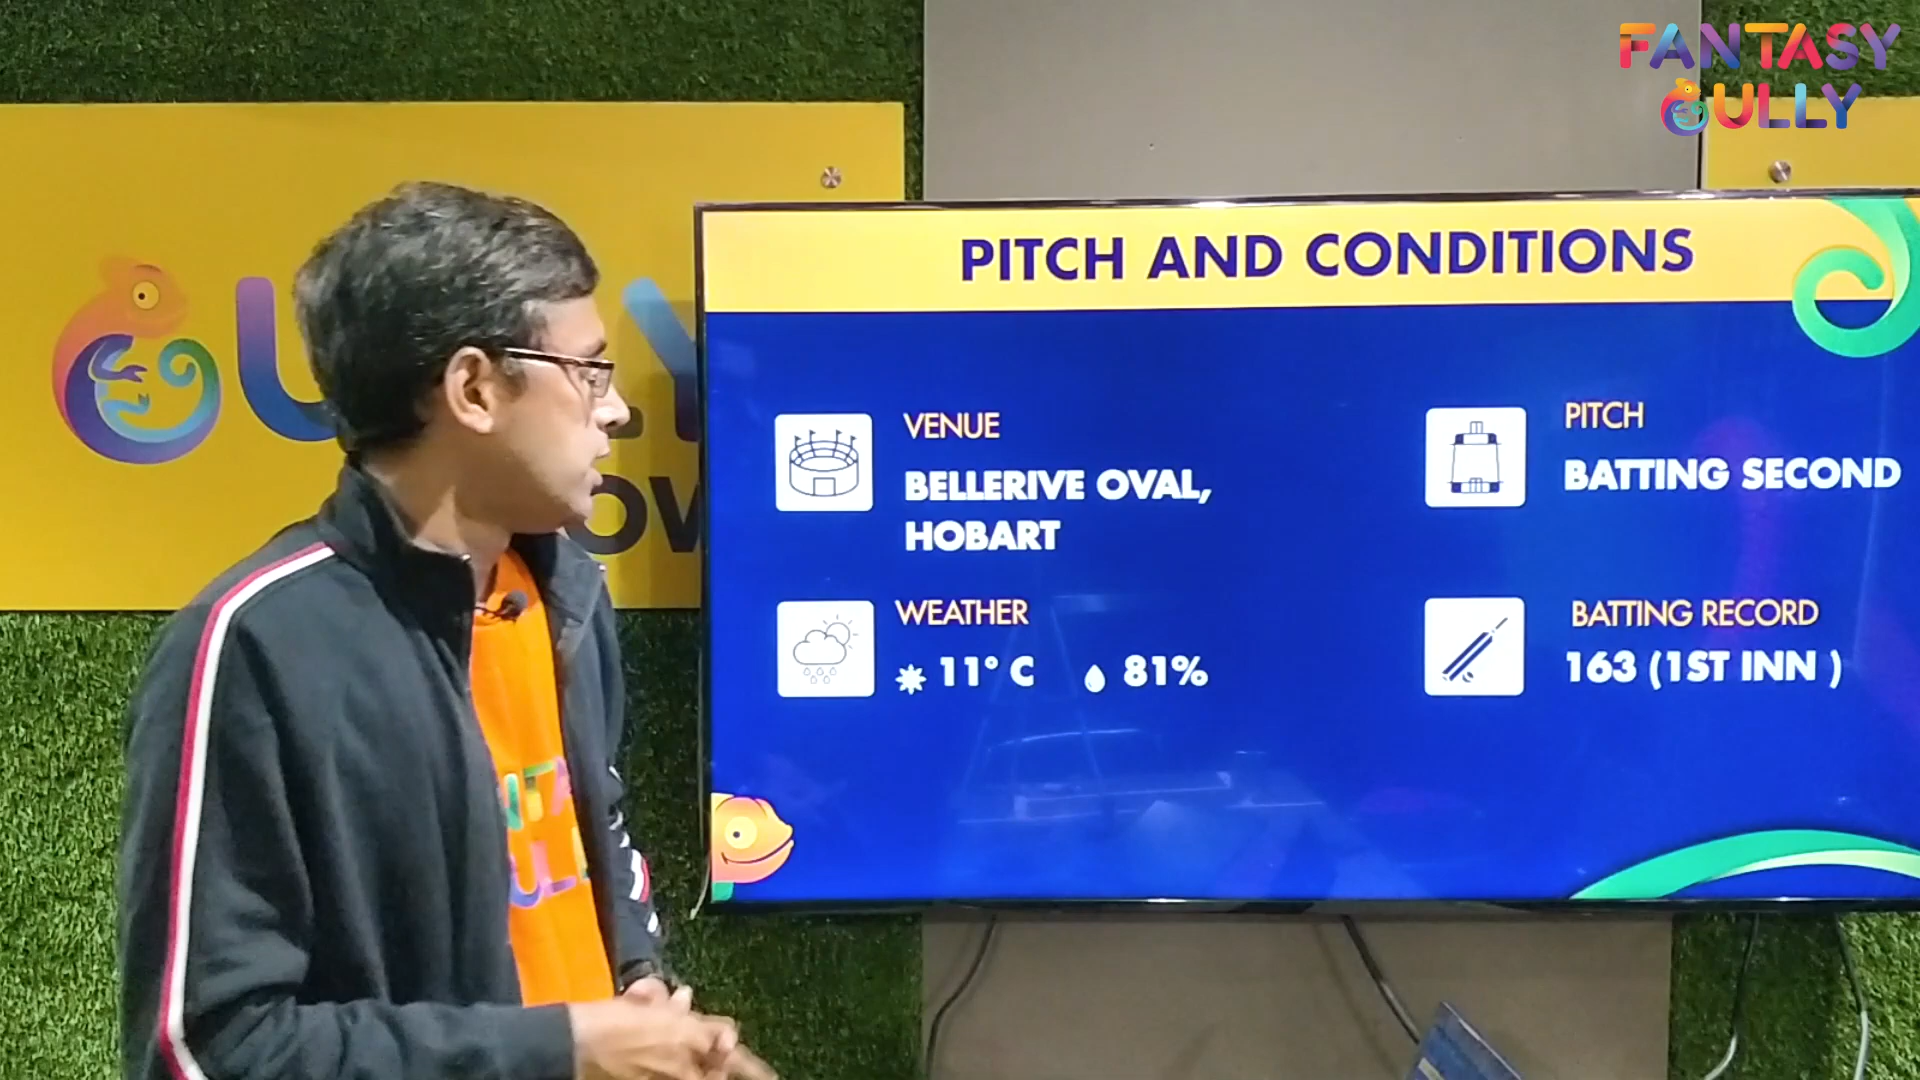 FANTASY
GULLY
PITCH AND CONDITIONS
VENUE
BELLERIVE OVAL,
HOBART
PITCH
BATTING SECOND
WEATHER
11° C 81%
BATTING RECORD
163 (1ST INN )